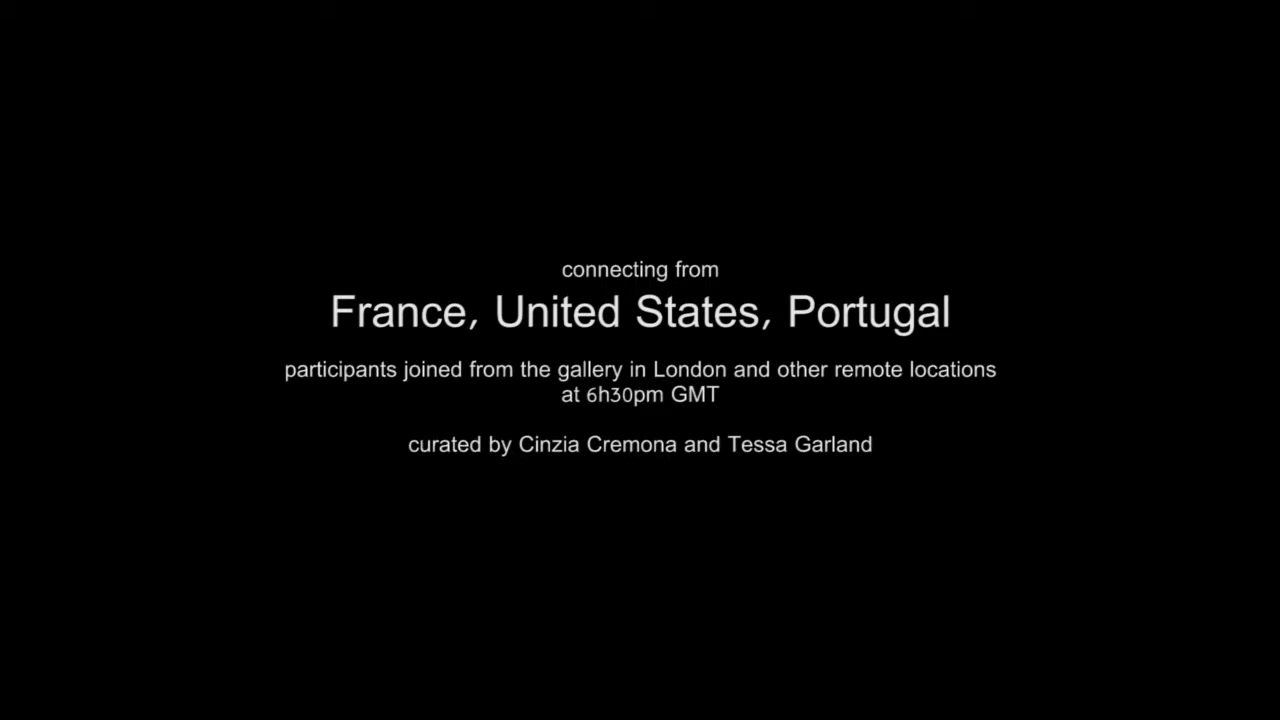 connecting from
France, United States, Portugal
participants joined from the gallery in London and other remote locations
at 6h30pm GMT
curated by Cinzia Cremona and Tessa Garland